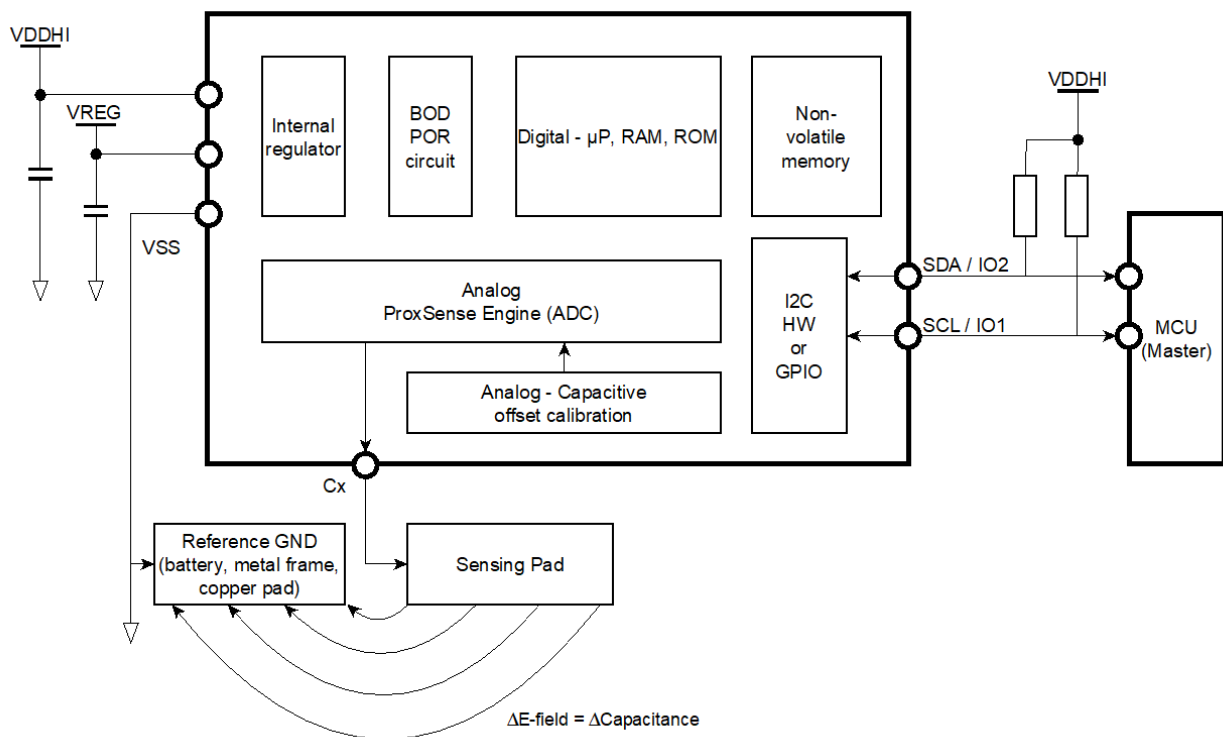 VDDHI
VREG
VSS
Internal
regulator
BOD
POR
circuit
Digital - µP, RAM, ROM
Non-
volatile
memory
VDDHI
Analog
ProxSense Engine (ADC)
Analog - Capacitive
offset calibration
I2C
HW
or
GPIO
SDA / IO2
SCL / IO1
MCU
(Master)
Cx
Reference GND
(battery, metal frame,
copper pad)
Sensing Pad
ΔE-field = ΔCapacitance